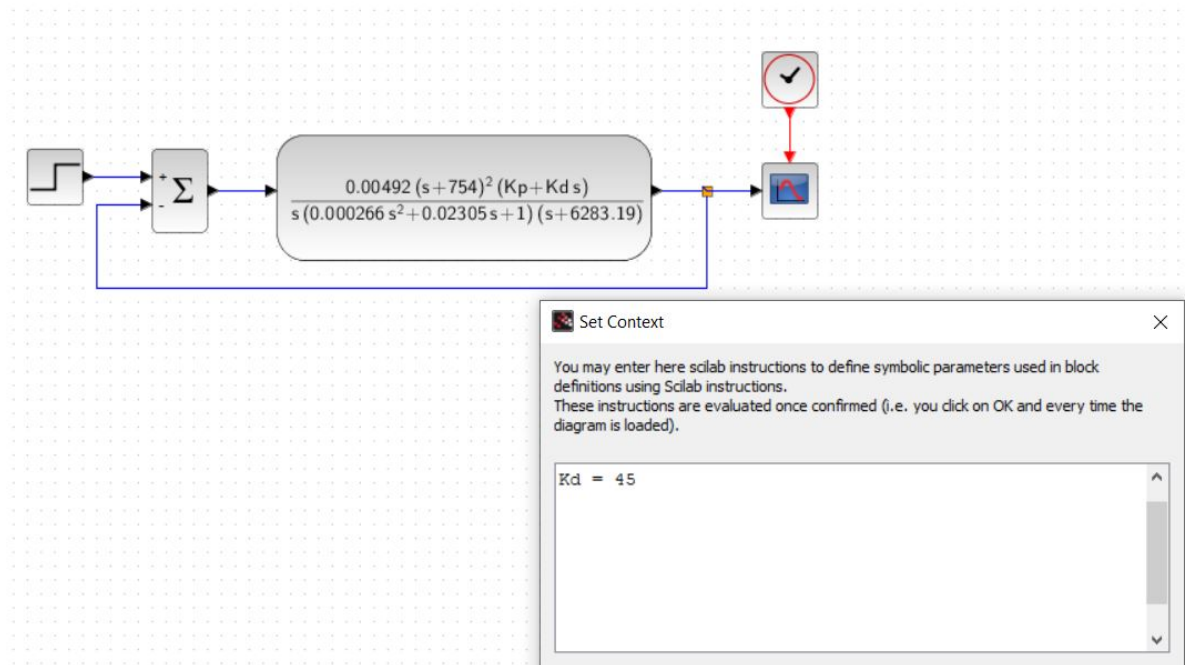 +
+
-
Σ
0.00492 (s+754)² (Kp+Kd s)
s (0.000266 s²+0.02305 s+1) (s+6283.19)
Set Context
You may enter here scilab instructions to define symbolic parameters used in block
definitions using Scilab instructions.
These instructions are evaluated once confirmed (i.e. you click on OK and every time the
diagram is loaded).
Kd = 45